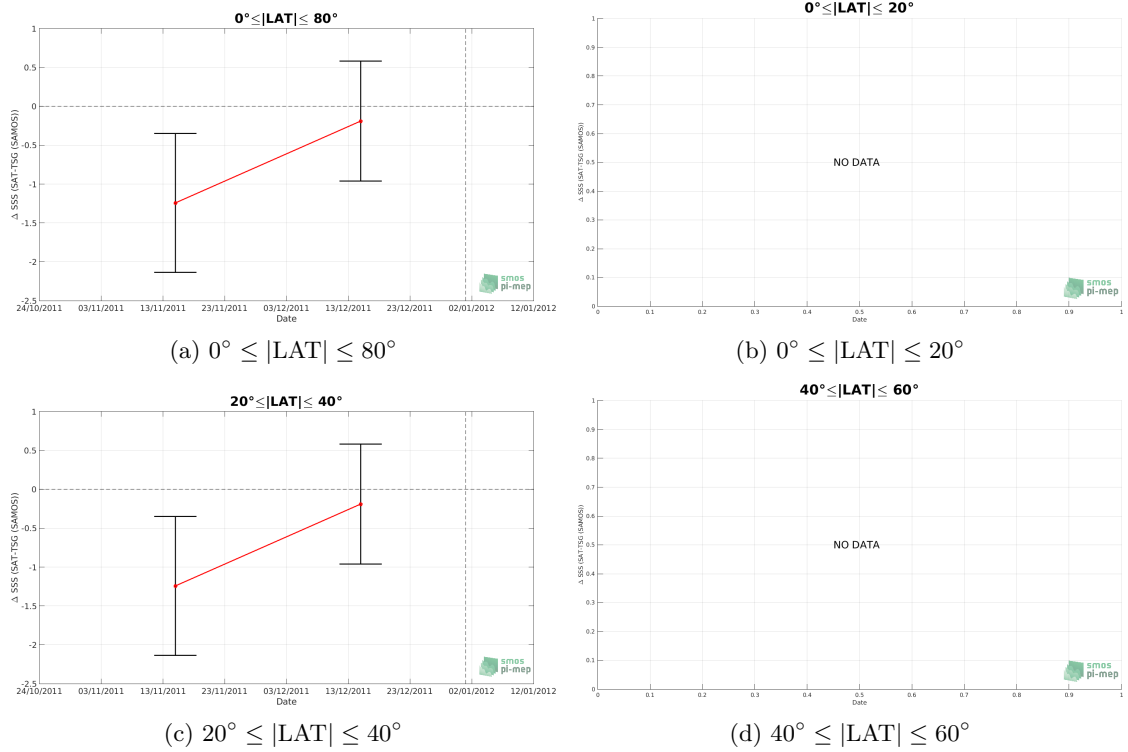 0°≤|LAT|≤ 80°
1
0.5
0
-0.5
-1
-1.5
-2
-2.5
Δ SSS (SAT-TSG (SAMOS))
24/10/2011 03/11/2011 13/11/2011 23/11/2011 03/12/2011 13/12/2011 23/12/2011 02/01/2012 12/01/2012
Date
smos
pi-mep
(a) 0° ≤ |LAT| ≤ 80°
0°≤|LAT|≤ 20°
1
0.9
0.8
0.7
0.6
0.5
0.4
0.3
0.2
0.1
0
Δ SSS (SAT-TSG (SAMOS))
NO DATA
0 0.1 0.2 0.3 0.4 0.5 0.6 0.7 0.8 0.9 1
Date
smos
pi-mep
(b) 0° ≤ |LAT| ≤ 20°
20°≤|LAT|≤ 40°
1
0.5
0
-0.5
-1
-1.5
-2
-2.5
Δ SSS (SAT-TSG (SAMOS))
24/10/2011 03/11/2011 13/11/2011 23/11/2011 03/12/2011 13/12/2011 23/12/2011 02/01/2012 12/01/2012
Date
smos
pi-mep
(c) 20° ≤ |LAT| ≤ 40°
40°≤|LAT|≤ 60°
1
0.9
0.8
0.7
0.6
0.5
0.4
0.3
0.2
0.1
0
Δ SSS (SAT-TSG (SAMOS))
NO DATA
0 0.1 0.2 0.3 0.4 0.5 0.6 0.7 0.8 0.9 1
Date
smos
pi-mep
(d) 40° ≤ |LAT| ≤ 60°